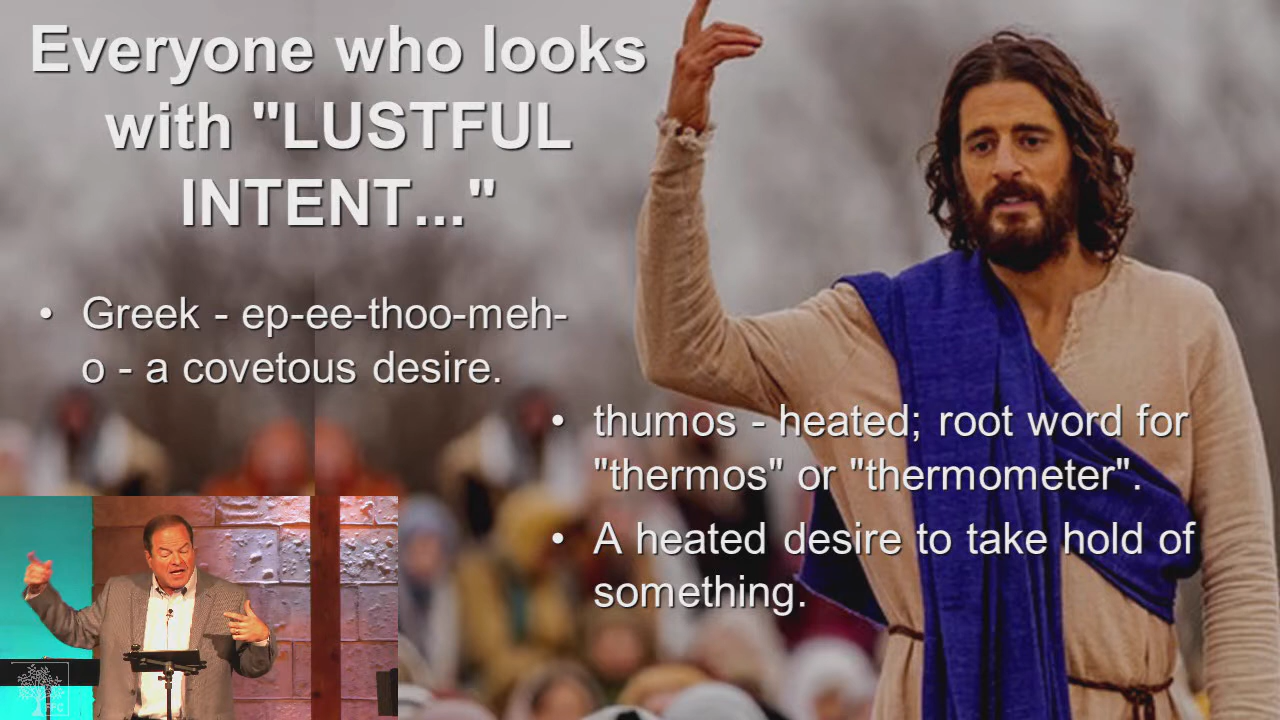 Everyone who looks
with "LUSTFUL
INTENT..."
• Greek - ep-ee-thoo-meh-
o - a covetous desire.
• thumos - heated; root word for
"thermos" or "thermometer".
• A heated desire to take hold of
something.
FPC